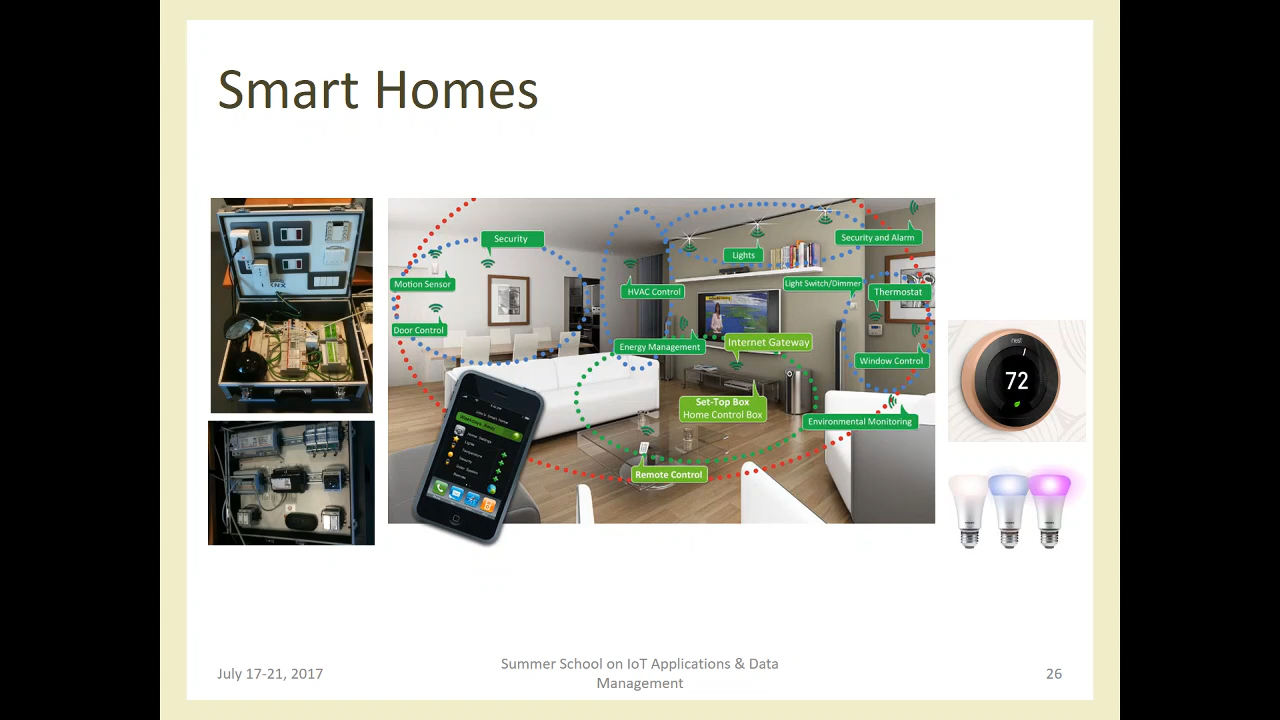 Smart Homes
KNX
Security
Motion Sensor
Door Control
HVAC Control
Energy Management
Lights
Light Switch/Dimmer
Security and Alarm
Thermostat
Window Control
Internet Gateway
Set-Top Box
Home Control Box
Environmental Monitoring
Remote Control
nest
72
July 17-21, 2017
Summer School on IoT Applications & Data
Management
26